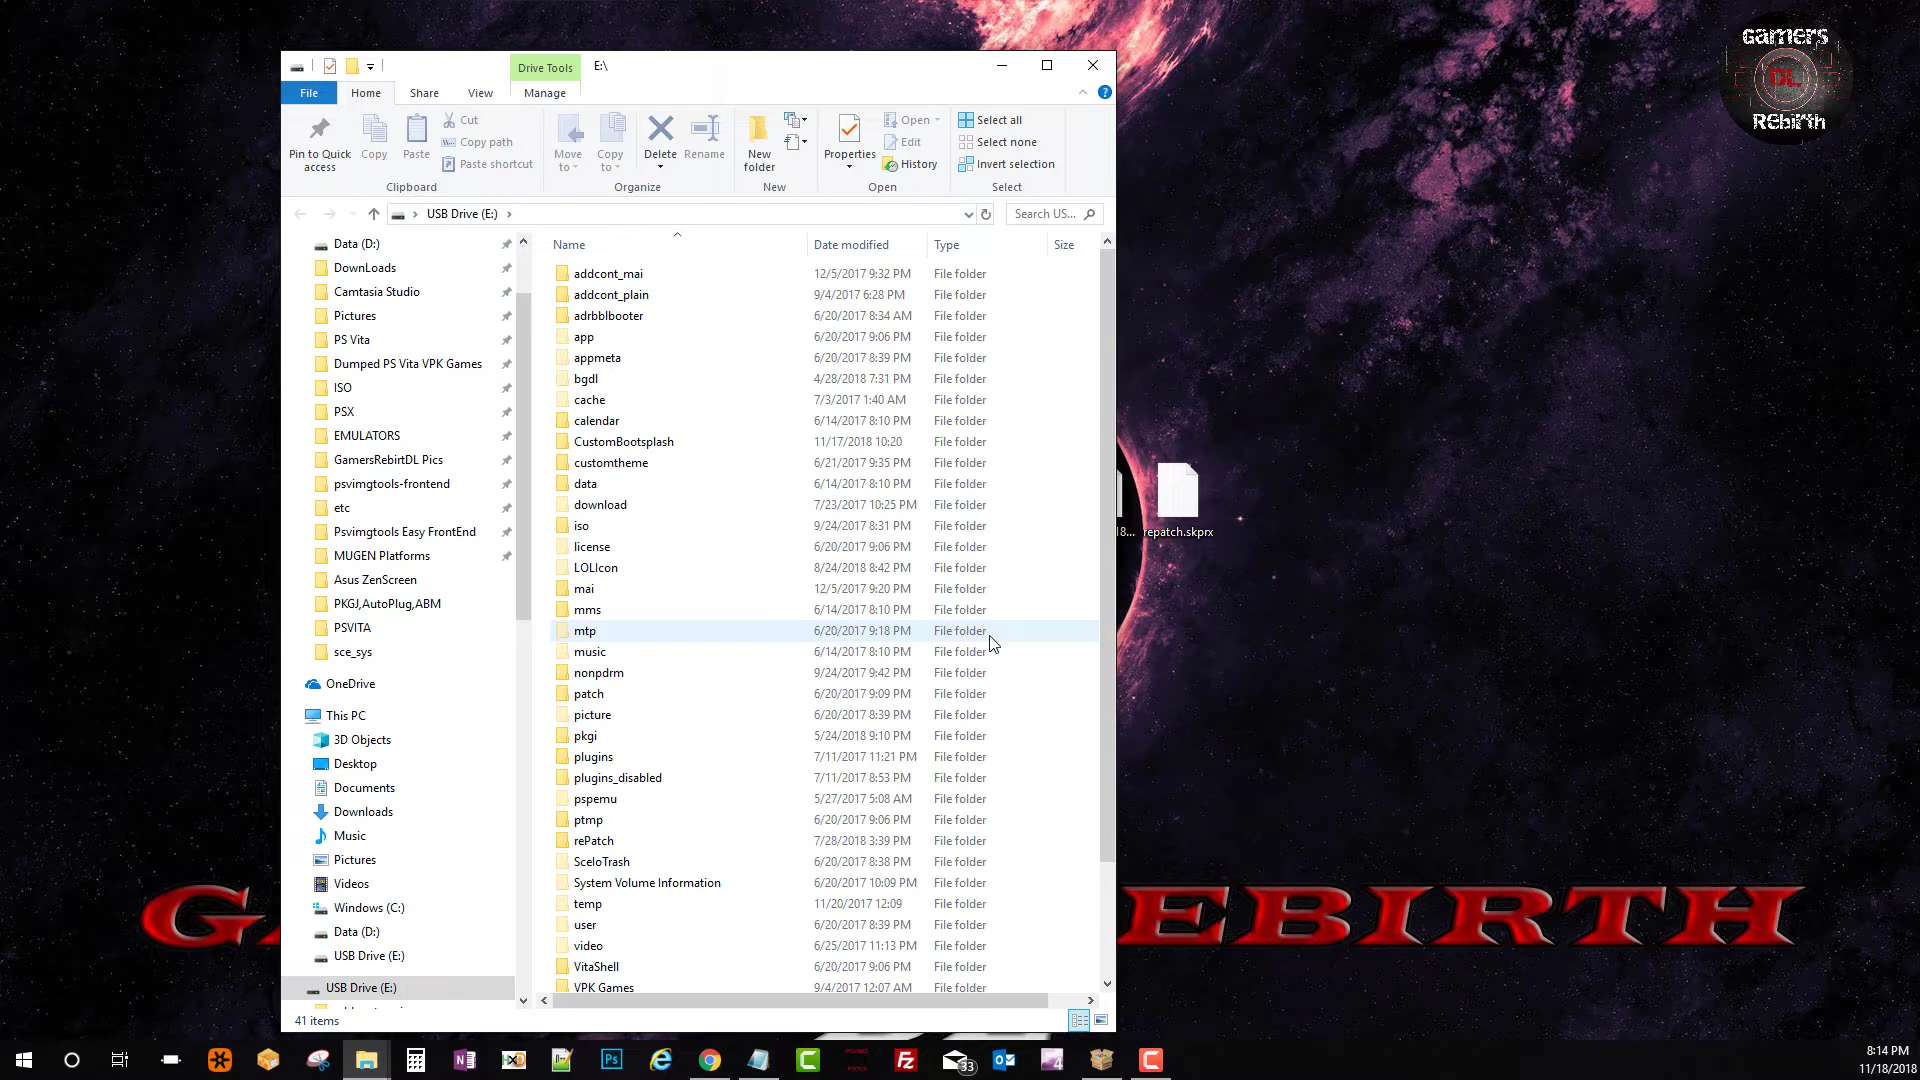 GamERS
DL
REbirth
Drive Tools
E:\
File
Home
Share
View
Manage
Pin to Quick access
Copy
Paste
Cut
Copy path
Paste shortcut
Clipboard
Move to
Copy to
Delete
Rename
Organize
New folder
New
Properties
Open
Edit
History
Open
Select all
Select none
Invert selection
Select
USB Drive (E:)
Search US...
Data (D:)
DownLoads
Camtasia Studio
Pictures
PS Vita
Dumped PS Vita VPK Games
ISO
PSX
EMULATORS
GamersRebirtDL Pics
psvimgtools-frontend
etc
Psvimgtools Easy FrontEnd
MUGEN Platforms
Asus ZenScreen
PKGJ,AutoPlug,ABM
PSVITA
sce_sys
OneDrive
This PC
3D Objects
Desktop
Documents
Downloads
Music
Pictures
Videos
Windows (C:)
Data (D:)
USB Drive (E:)
USB Drive (E:)
Name Date modified Type Size
addcont_mai 12/5/2017 9:32 PM File folder
addcont_plain 9/4/2017 6:28 PM File folder
adrbblbooter 6/20/2017 8:34 AM File folder
app 6/20/2017 9:06 PM File folder
appmeta 6/20/2017 8:39 PM File folder
bgdl 4/28/2018 7:31 PM File folder
cache 7/3/2017 1:40 AM File folder
calendar 6/14/2017 8:10 PM File folder
CustomBootsplash 11/17/2018 10:20 File folder
customtheme 6/21/2017 9:35 PM File folder
data 6/14/2017 8:10 PM File folder
download 7/23/2017 10:25 PM File folder
iso 9/24/2017 8:31 PM File folder
license 6/20/2017 9:06 PM File folder
LOLIcon 8/24/2018 8:42 PM File folder
mai 12/5/2017 9:20 PM File folder
mms 6/14/2017 8:10 PM File folder
mtp 6/20/2017 9:18 PM File folder
music 6/14/2017 8:10 PM File folder
nonpdrm 9/24/2017 9:42 PM File folder
patch 6/20/2017 9:09 PM File folder
picture 6/20/2017 8:39 PM File folder
pkgi 5/24/2018 9:10 PM File folder
plugins 7/11/2017 11:21 PM File folder
plugins_disabled 7/11/2017 8:53 PM File folder
pspemu 5/27/2017 5:08 AM File folder
ptmp 6/20/2017 9:06 PM File folder
rePatch 7/28/2018 3:39 PM File folder
SceIoTrash 6/20/2017 8:38 PM File folder
System Volume Information 6/20/2017 10:09 PM File folder
temp 11/20/2017 12:09 File folder
user 6/20/2017 8:39 PM File folder
video 6/25/2017 11:13 PM File folder
VitaShell 6/20/2017 9:06 PM File folder
VPK Games 9/4/2017 12:07 AM File folder
41 items
18... repatch.skprx
GA EBIRTH
33
8:14 PM
11/18/2018